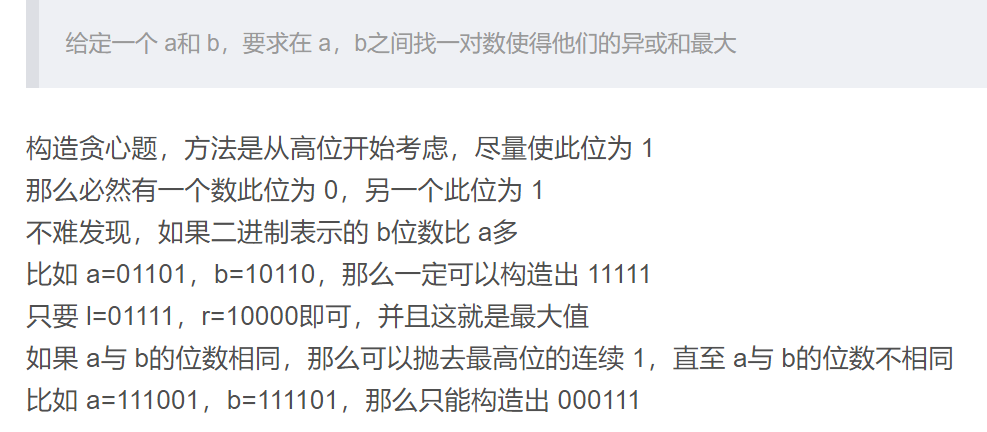 给定一个 a和 b，要求在 a，b之间找一对数使得他们的异或和最大
构造贪心题，方法是从高位开始考虑，尽量使此位为 1
那么必然有一个数此位为 0，另一个此位为 1
不难发现，如果二进制表示的 b位数比 a多
比如 a=01101，b=10110，那么一定可以构造出 11111
只要 l=01111，r=10000即可，并且这就是最大值
如果 a与 b的位数相同，那么可以抛去最高位的连续 1，直至 a与 b的位数不相同
比如 a=111001，b=111101，那么只能构造出 000111